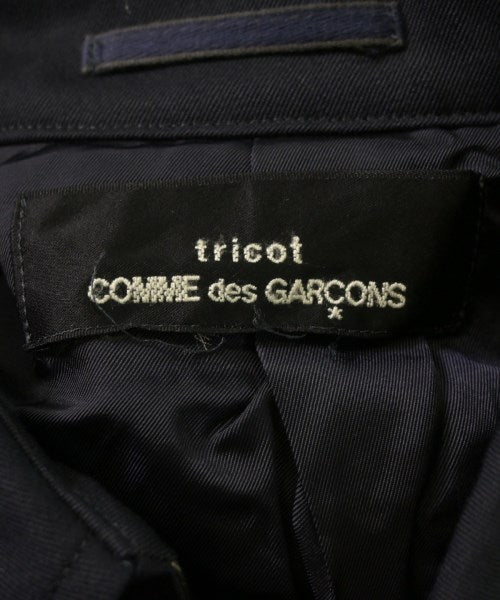 tricot
COMME des GARÇONS
*